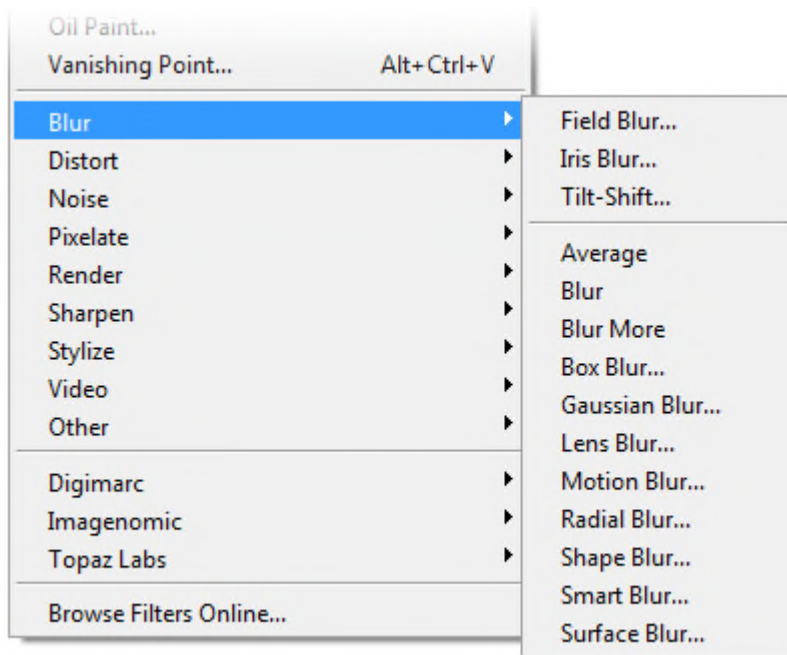 Oil Paint...
Vanishing Point... Alt+Ctrl+V
Blur
Distort
Noise
Pixelate
Render
Sharpen
Stylize
Video
Other
Digimarc
Imagenomic
Topaz Labs
Browse Filters Online...
Field Blur...
Iris Blur...
Tilt-Shift...
Average
Blur
Blur More
Box Blur...
Gaussian Blur...
Lens Blur...
Motion Blur...
Radial Blur...
Shape Blur...
Smart Blur...
Surface Blur...